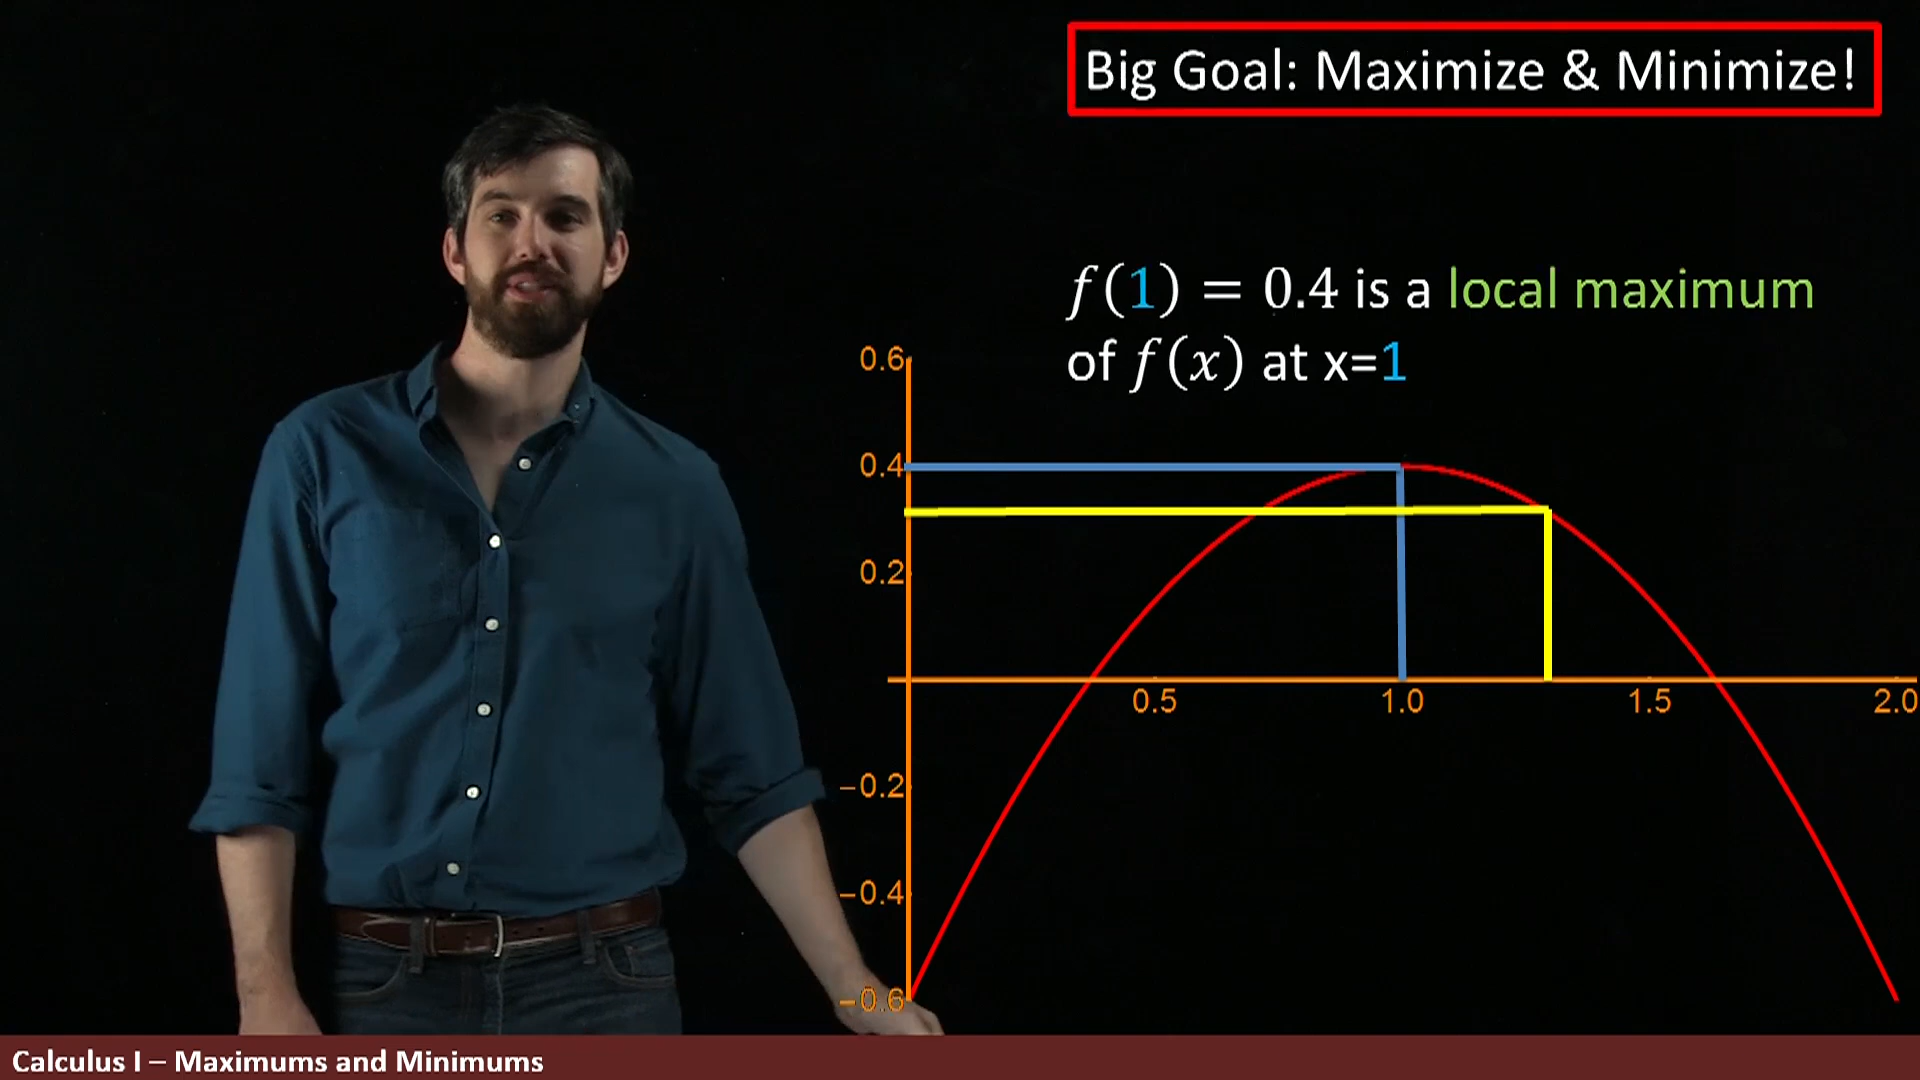 Big Goal: Maximize & Minimize!
f(1) = 0.4 is a local maximum
of f(x) at x=1
0.6
0.4
0.2
0.5 1.0 1.5 2.0
−0.2
−0.4
−0.6
Calculus I – Maximums and Minimums